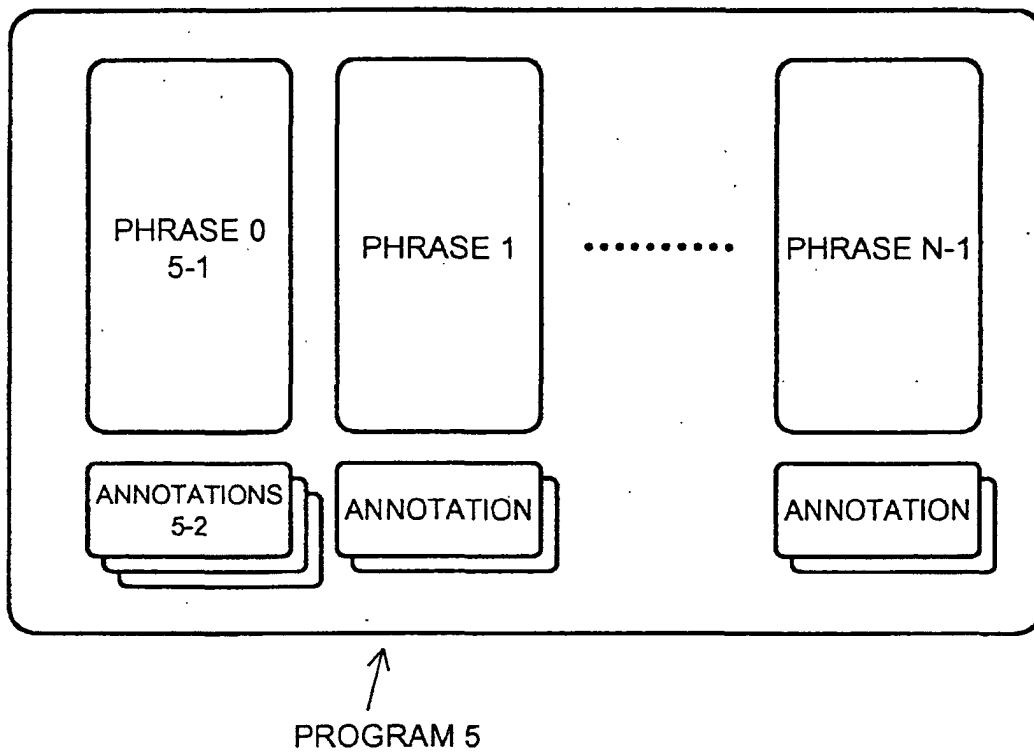 PHRASE 0
5-1
PHRASE 1
PHRASE N-1
ANNOTATIONS
5-2
ANNOTATION
ANNOTATION
PROGRAM 5